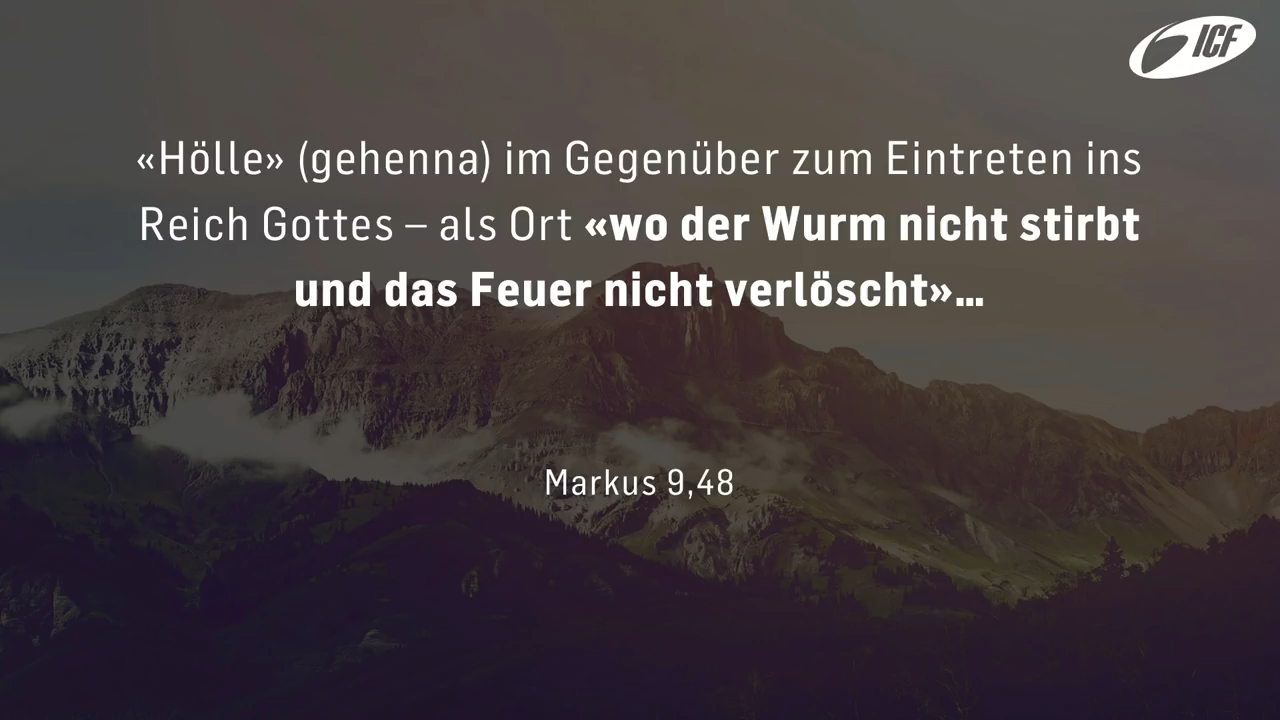 ICF
«Hölle» (gehenna) im Gegenüber zum Eintreten ins
Reich Gottes – als Ort «wo der Wurm nicht stirbt
und das Feuer nicht verlöscht»...
Markus 9,48